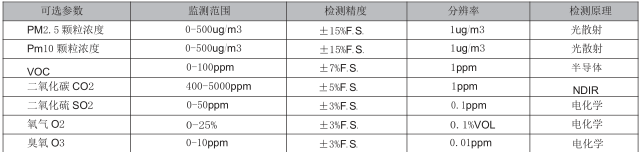 可选参数 监测范围 检测精度 分辨率 检测原理
PM2.5 颗粒浓度 0-500ug/m3 ±15%F.S. 1ug/m3 光散射
Pm10 颗粒浓度 0-500ug/m3 ±15%F.S. 1ug/m3 光散射
VOC 0-100ppm ±7%F.S. 1ppm 半导体
二氧化碳 CO2 400-5000ppm ±5%F.S. 1ppm NDIR
二氧化硫 SO2 0-50ppm ±3%F.S. 0.1ppm 电化学
氧气 O2 0-25% ±3%F.S. 0.1%VOL 电化学
臭氧 O3 0-10ppm ±3%F.S. 0.01ppm 电化学